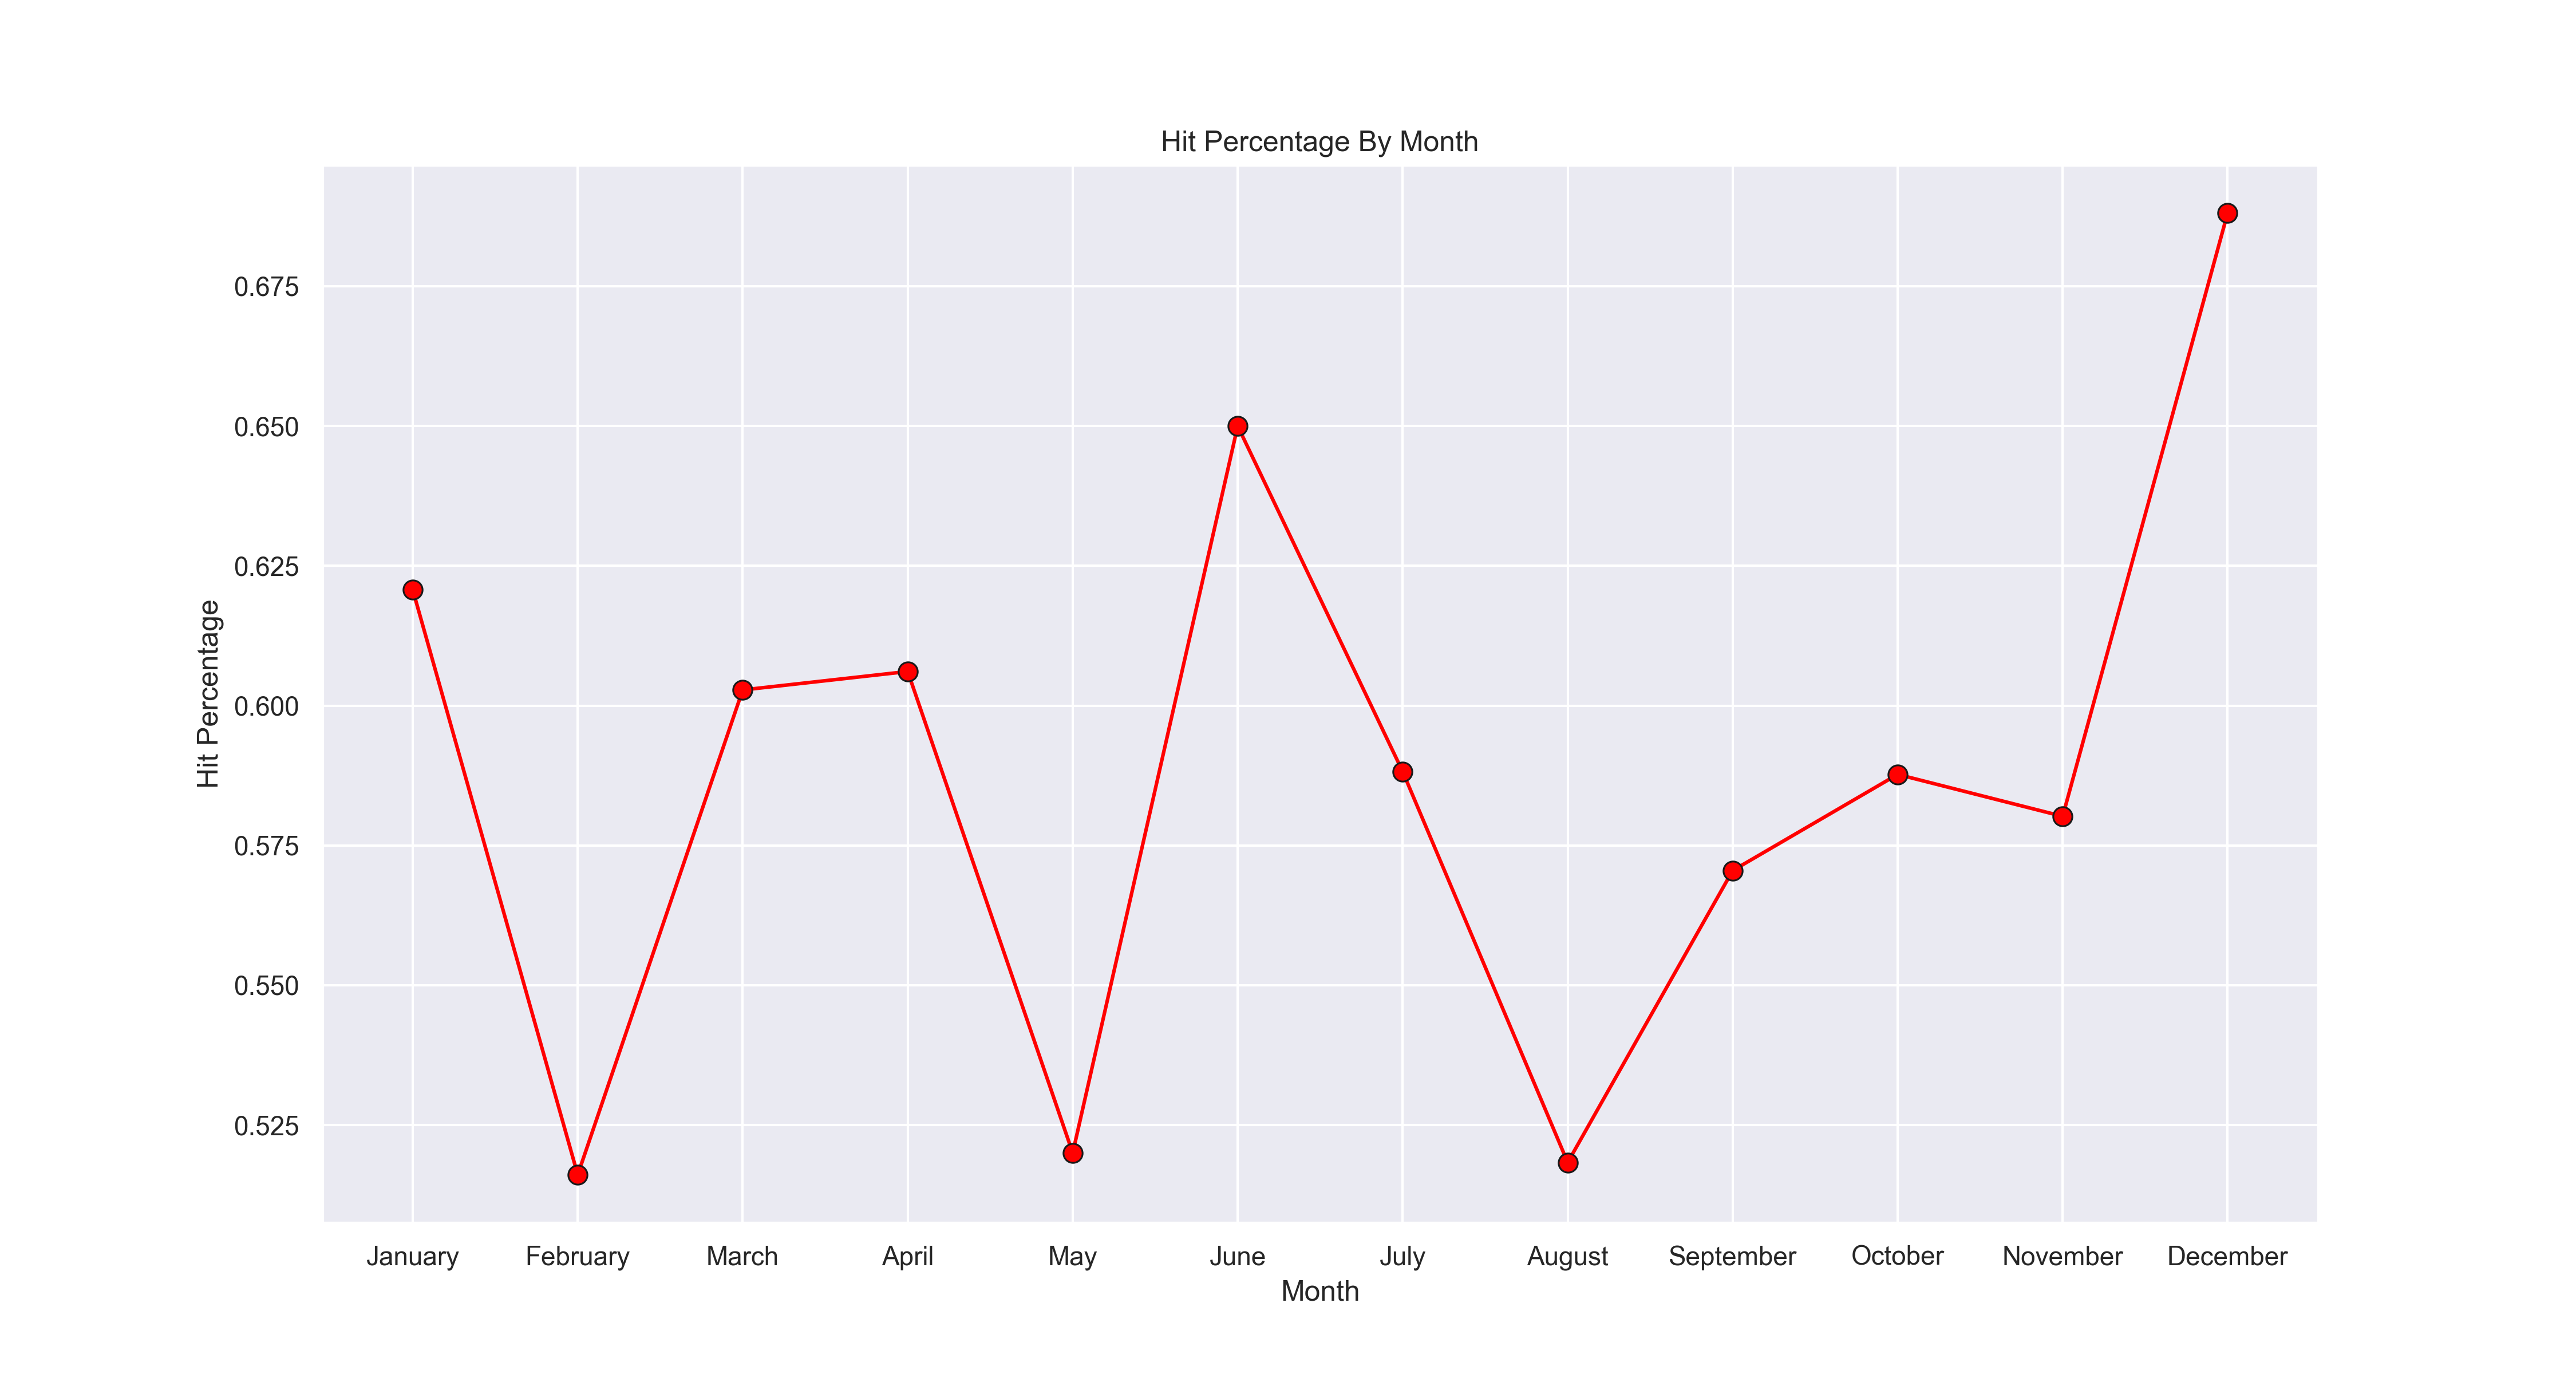 Hit Percentage By Month
0.675
0.650
0.625
0.600
0.575
0.550
0.525
Hit Percentage
January February March April May June July August September October November December
Month